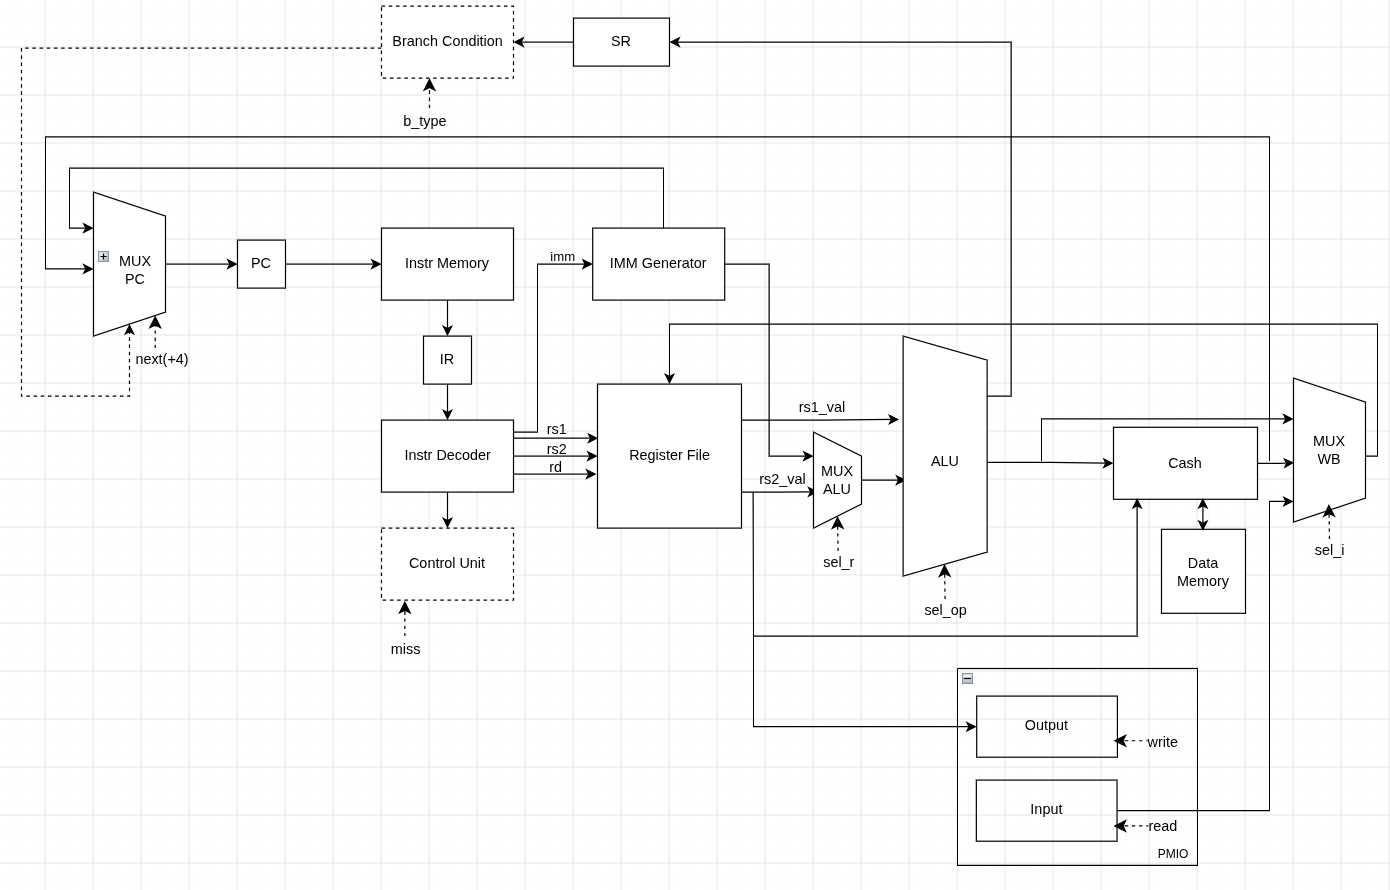 Branch Condition
SR
b_type
MUX
PC
next(+4)
PC
Instr Memory
imm
IMM Generator
IR
Instr Decoder
rs1
rs2
rd
Register File
rs1_val
rs2_val
MUX
ALU
sel_r
ALU
sel_op
Cash
MUX
WB
sel_i
Data
Memory
Control Unit
miss
Output
write
Input
read
PMIO